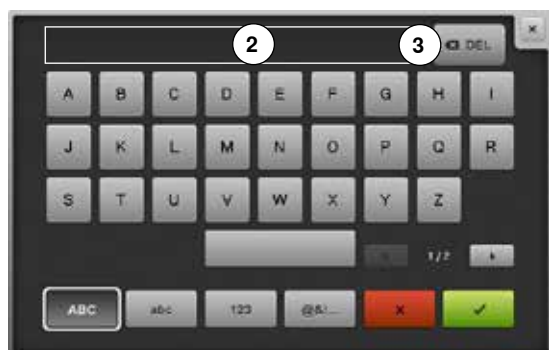 2 3 DEL ×
A B C D E F G H I
J K L M N O P Q R
S T U V W X Y Z
1/2
ABC abc 123 @&!... X ✓